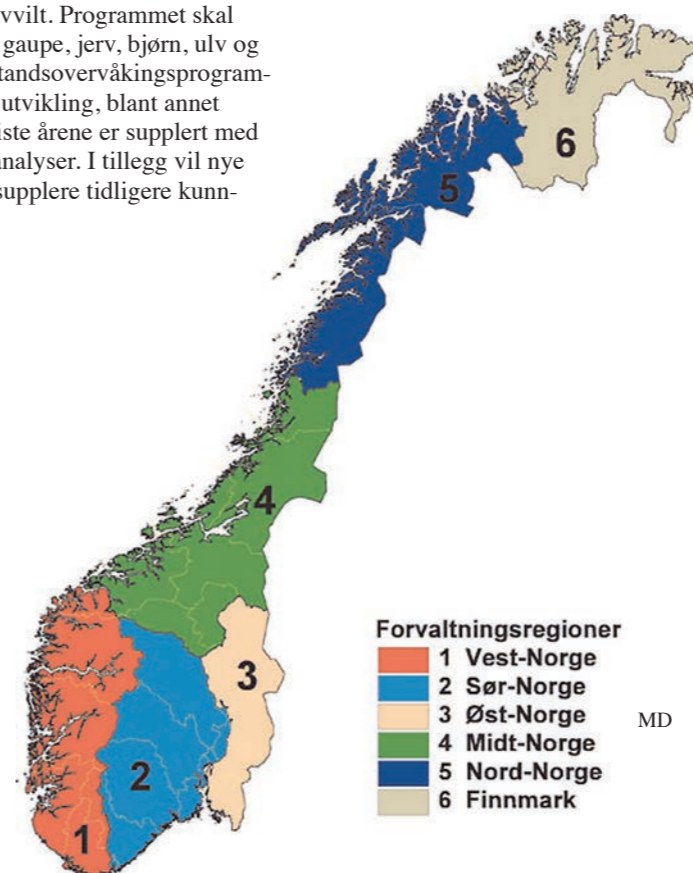 vvilt. Programmet skal
gaupe, jerv, bjørn, ulv og
tandsovervåkingsprogram-
utvikling, blant annet
iste årene er supplert med
analyser. I tillegg vil nye
supplere tidligere kunn-
6
5
4
3
2
1
Forvaltningsregioner
1 Vest-Norge
2 Sør-Norge
3 Øst-Norge
4 Midt-Norge
5 Nord-Norge
6 Finnmark
MD